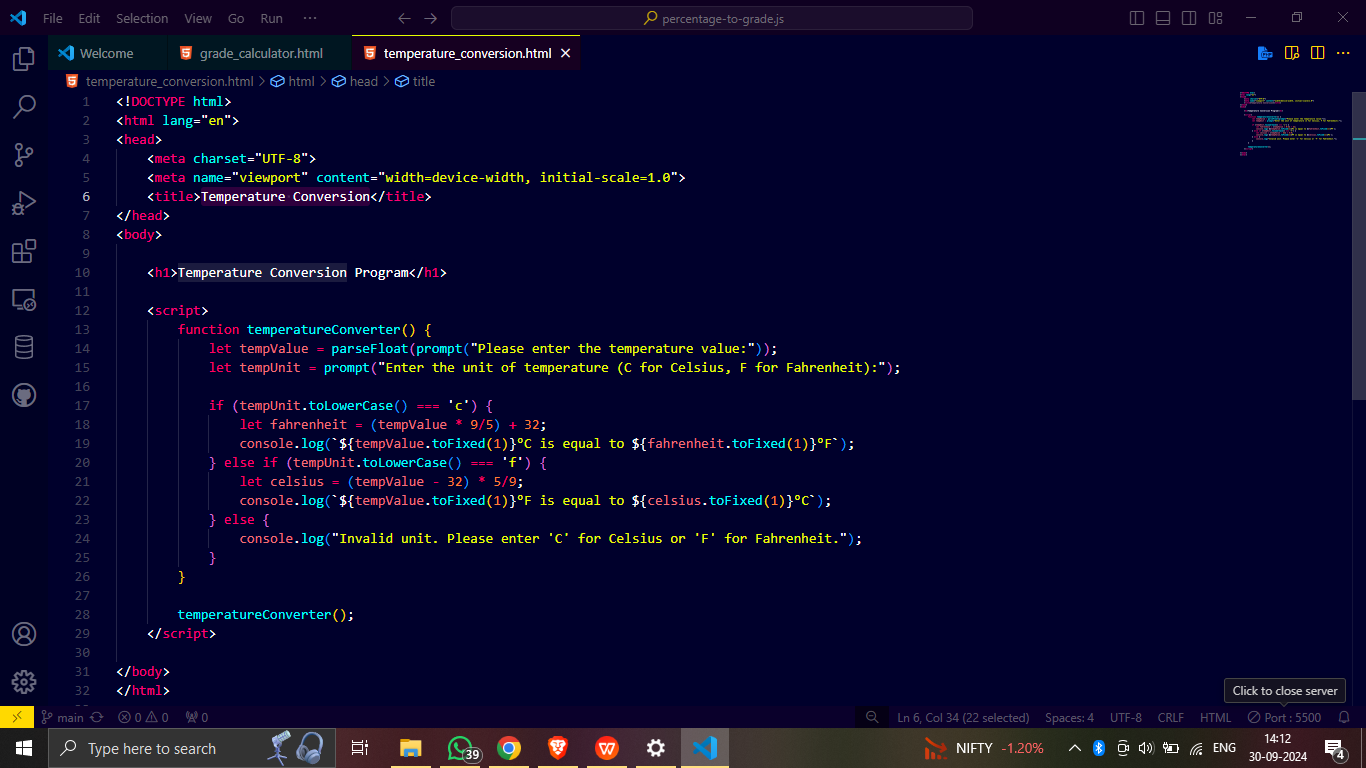 File Edit Selection View Go Run ···
percentage-to-grade.js
Welcome grade_calculator.html temperature_conversion.html
temperature_conversion.html > html > head > title
1 <!DOCTYPE html>
2 <html lang="en">
3 <head>
4 <meta charset="UTF-8">
5 <meta name="viewport" content="width=device-width, initial-scale=1.0">
6 <title>Temperature Conversion</title>
7 </head>
8 <body>
9
10 <h1>Temperature Conversion Program</h1>
11
12 <script>
13 function temperatureConverter() {
14 let tempValue = parseFloat(prompt("Please enter the temperature value:"));
15 let tempUnit = prompt("Enter the unit of temperature (C for Celsius, F for Fahrenheit):");
16
17 if (tempUnit.toLowerCase() === 'c') {
18 let fahrenheit = (tempValue * 9/5) + 32;
19 console.log(`${tempValue.toFixed(1)}°C is equal to ${fahrenheit.toFixed(1)}°F`);
20 } else if (tempUnit.toLowerCase() === 'f') {
21 let celsius = (tempValue - 32) * 5/9;
22 console.log(`${tempValue.toFixed(1)}°F is equal to ${celsius.toFixed(1)}°C`);
23 } else {
24 console.log("Invalid unit. Please enter 'C' for Celsius or 'F' for Fahrenheit.");
25 }
26 }
27
28 temperatureConverter();
29 </script>
30
31 </body>
32 </html>
Click to close server
main 0 0 0 Ln 6, Col 34 (22 selected) Spaces: 4 UTF-8 CRLF HTML Port : 5500
Type here to search 39 NIFTY -1.20% ENG 14:12
30-09-2024 4